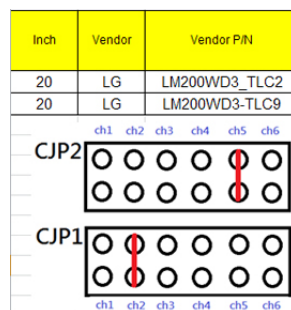 Inch Vendor Vendor P/N
20 LG LM200WD3_TLC2
20 LG LM200WD3-TLC9
ch1 ch2 ch3 ch4 ch5 ch6
CJP2
CJP1
ch1 ch2 ch3 ch4 ch5 ch6